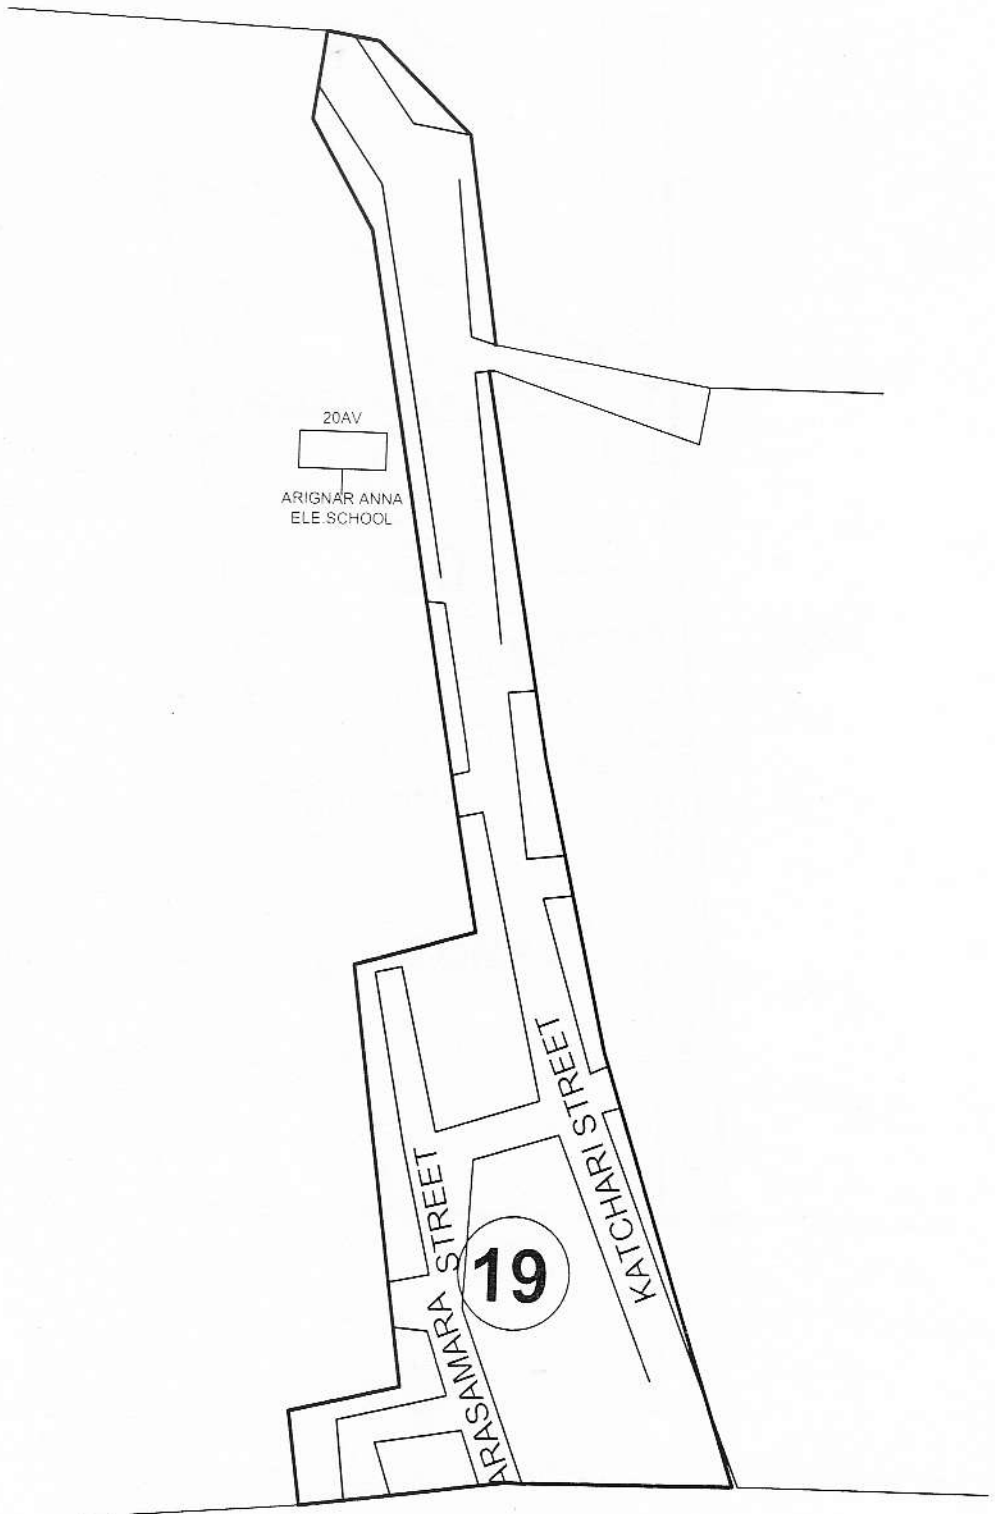 20AV
ARIGNAR ANNA
ELE.SCHOOL
KATCHARI STREET
ARASAMARA STREET
19